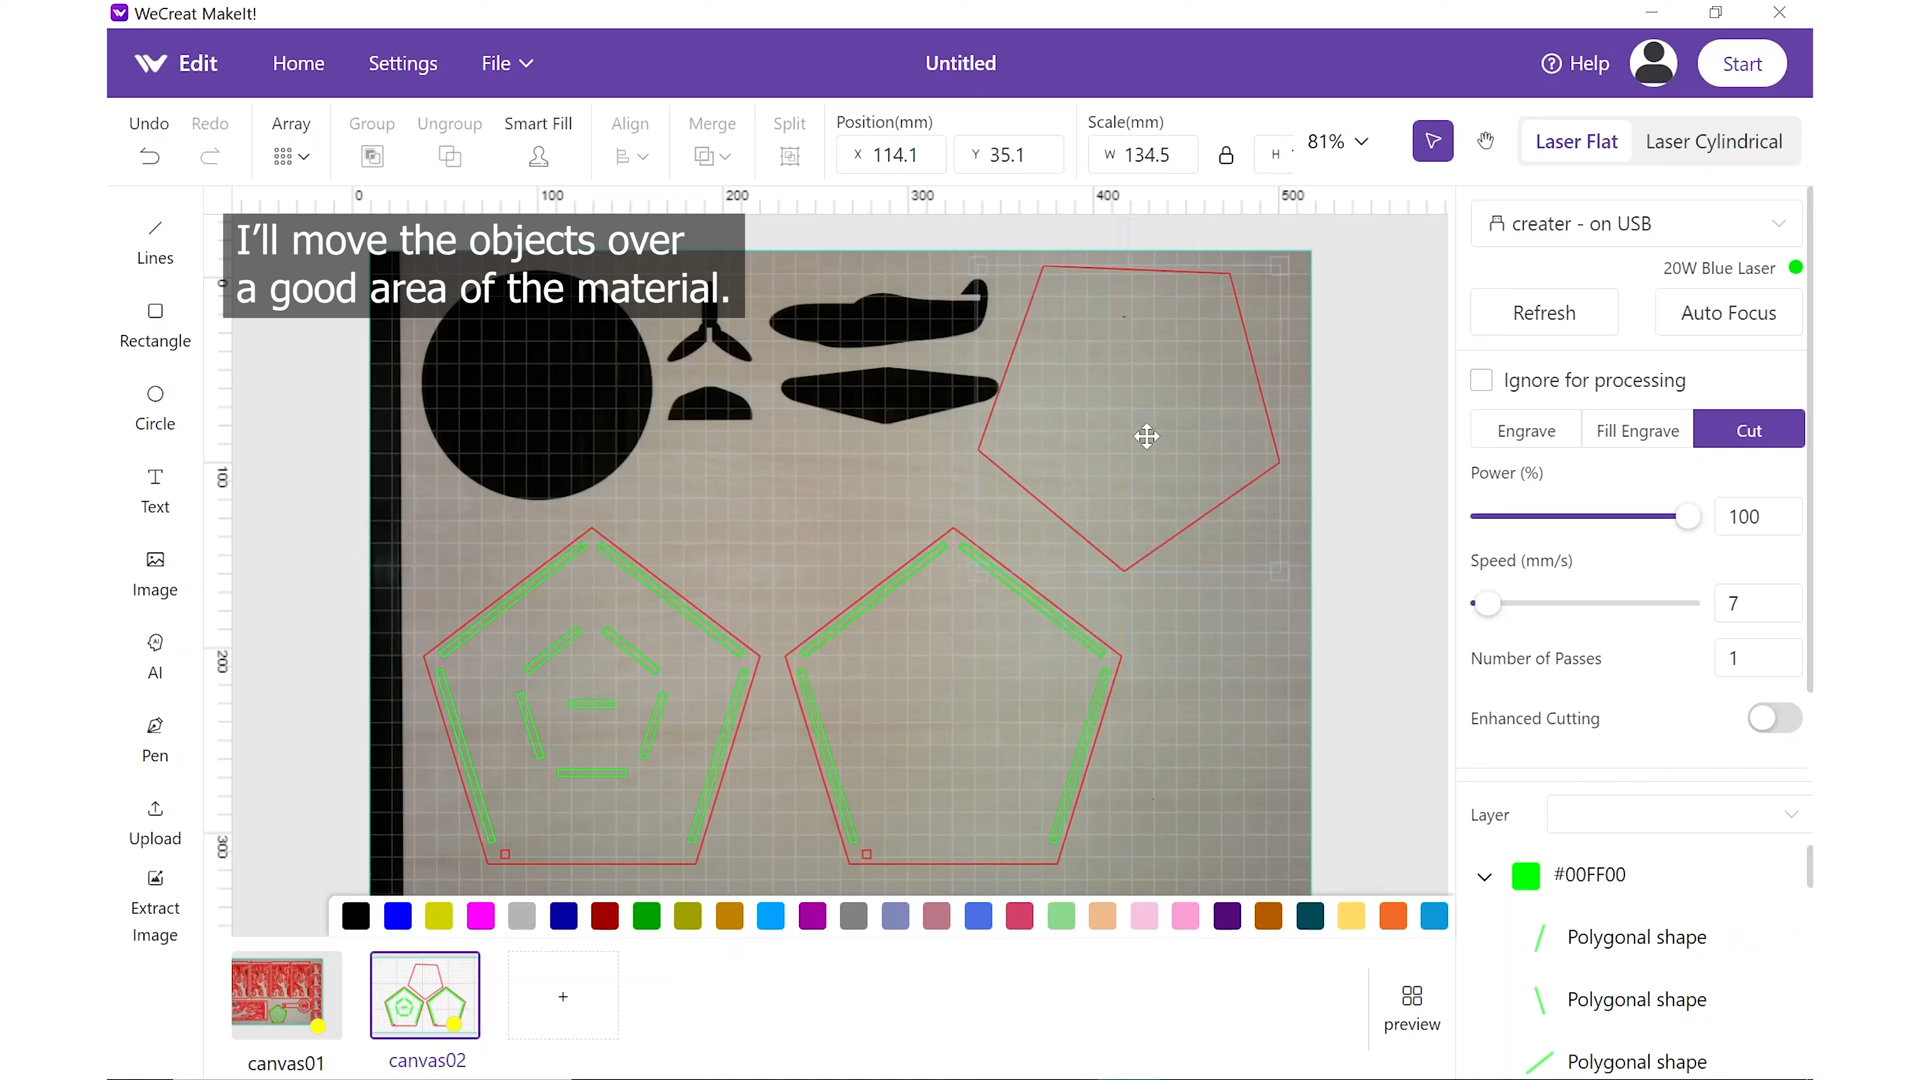 WeCreat MakeIt!
Edit Home Settings File Untitled Help Start
Undo Redo Array Group Ungroup Smart Fill Align Merge Split Position(mm) Scale(mm)
X 114.1 Y 35.1 W 134.5 H 81% Laser Flat Laser Cylindrical
0 100 200 300 400 500
I'll move the objects over
a good area of the material.
0
100
200
300
Lines
Rectangle
Circle
Text
Image
AI
Pen
Upload
Extract
Image
creater - on USB
20W Blue Laser
Refresh Auto Focus
Ignore for processing
Engrave Fill Engrave Cut
Power (%)
100
Speed (mm/s)
7
Number of Passes 1
Enhanced Cutting
Layer
#00FF00
Polygonal shape
Polygonal shape
Polygonal shape
+
preview
canvas01 canvas02